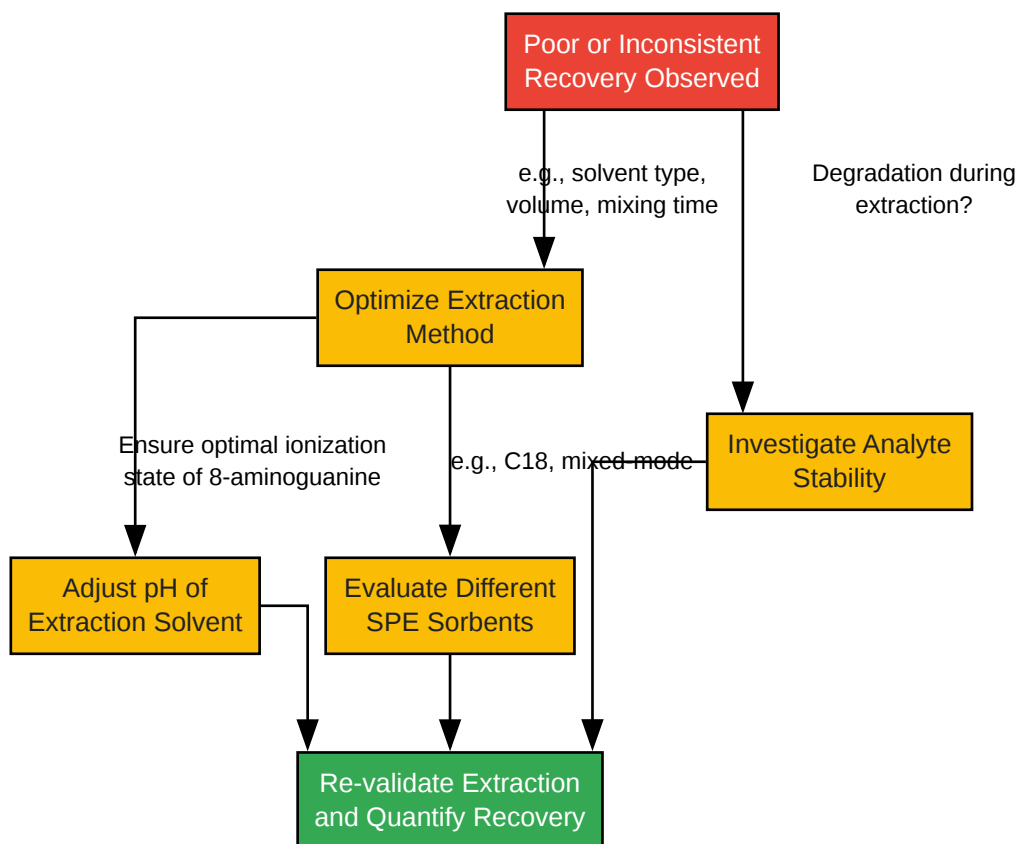 Poor or Inconsistent
Recovery Observed
e.g., solvent type,
volume, mixing time
Degradation during
extraction?
Optimize Extraction
Method
Ensure optimal ionization
state of 8-aminoguanine
e.g., C18, mixed-mode
Investigate Analyte
Stability
Adjust pH of
Extraction Solvent
Evaluate Different
SPE Sorbents
Re-validate Extraction
and Quantify Recovery